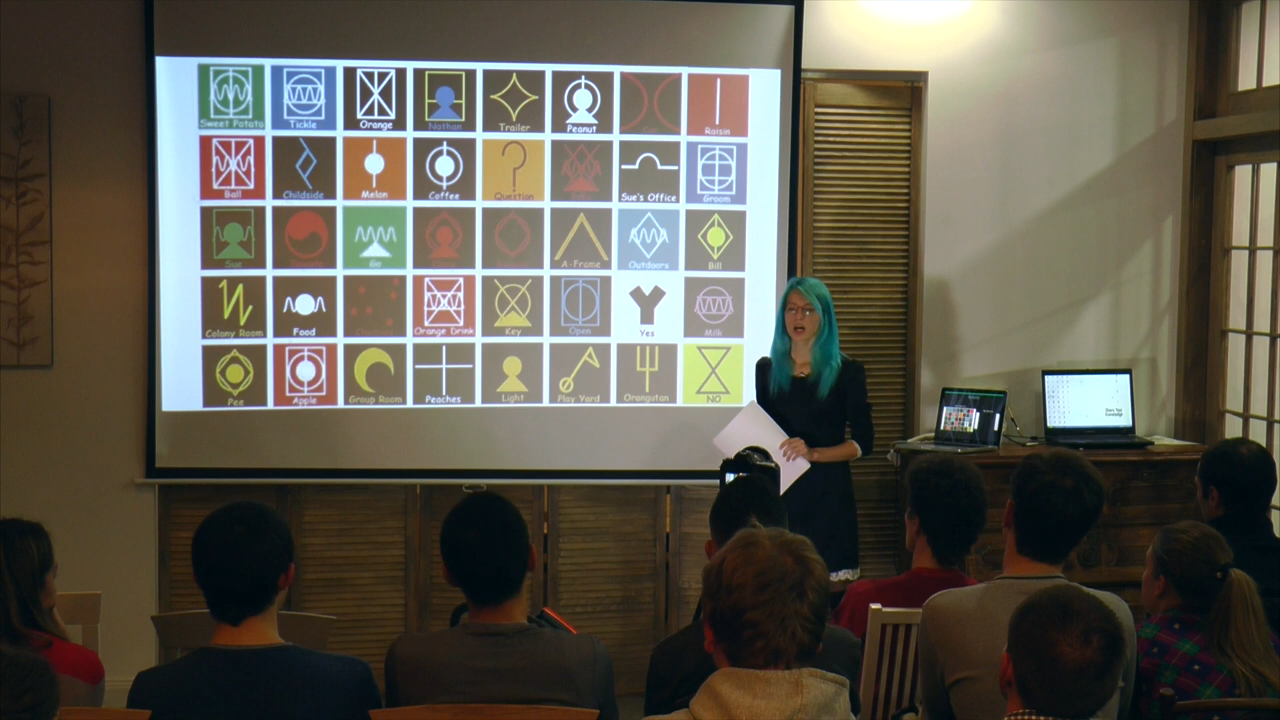 Sweet Potato
Tickle
Orange
Nathan
Trailer
Peanut
Raisin
Ball
Childside
Melon
Coffee
Question
Sue's Office
Groom
Sue
Go
A-Frame
Outdoors
Bill
Colony Room
Food
Orange Drink
Key
Open
Yes
Milk
Pee
Apple
Group Room
Peaches
Light
Play Yard
Orangutan
NO